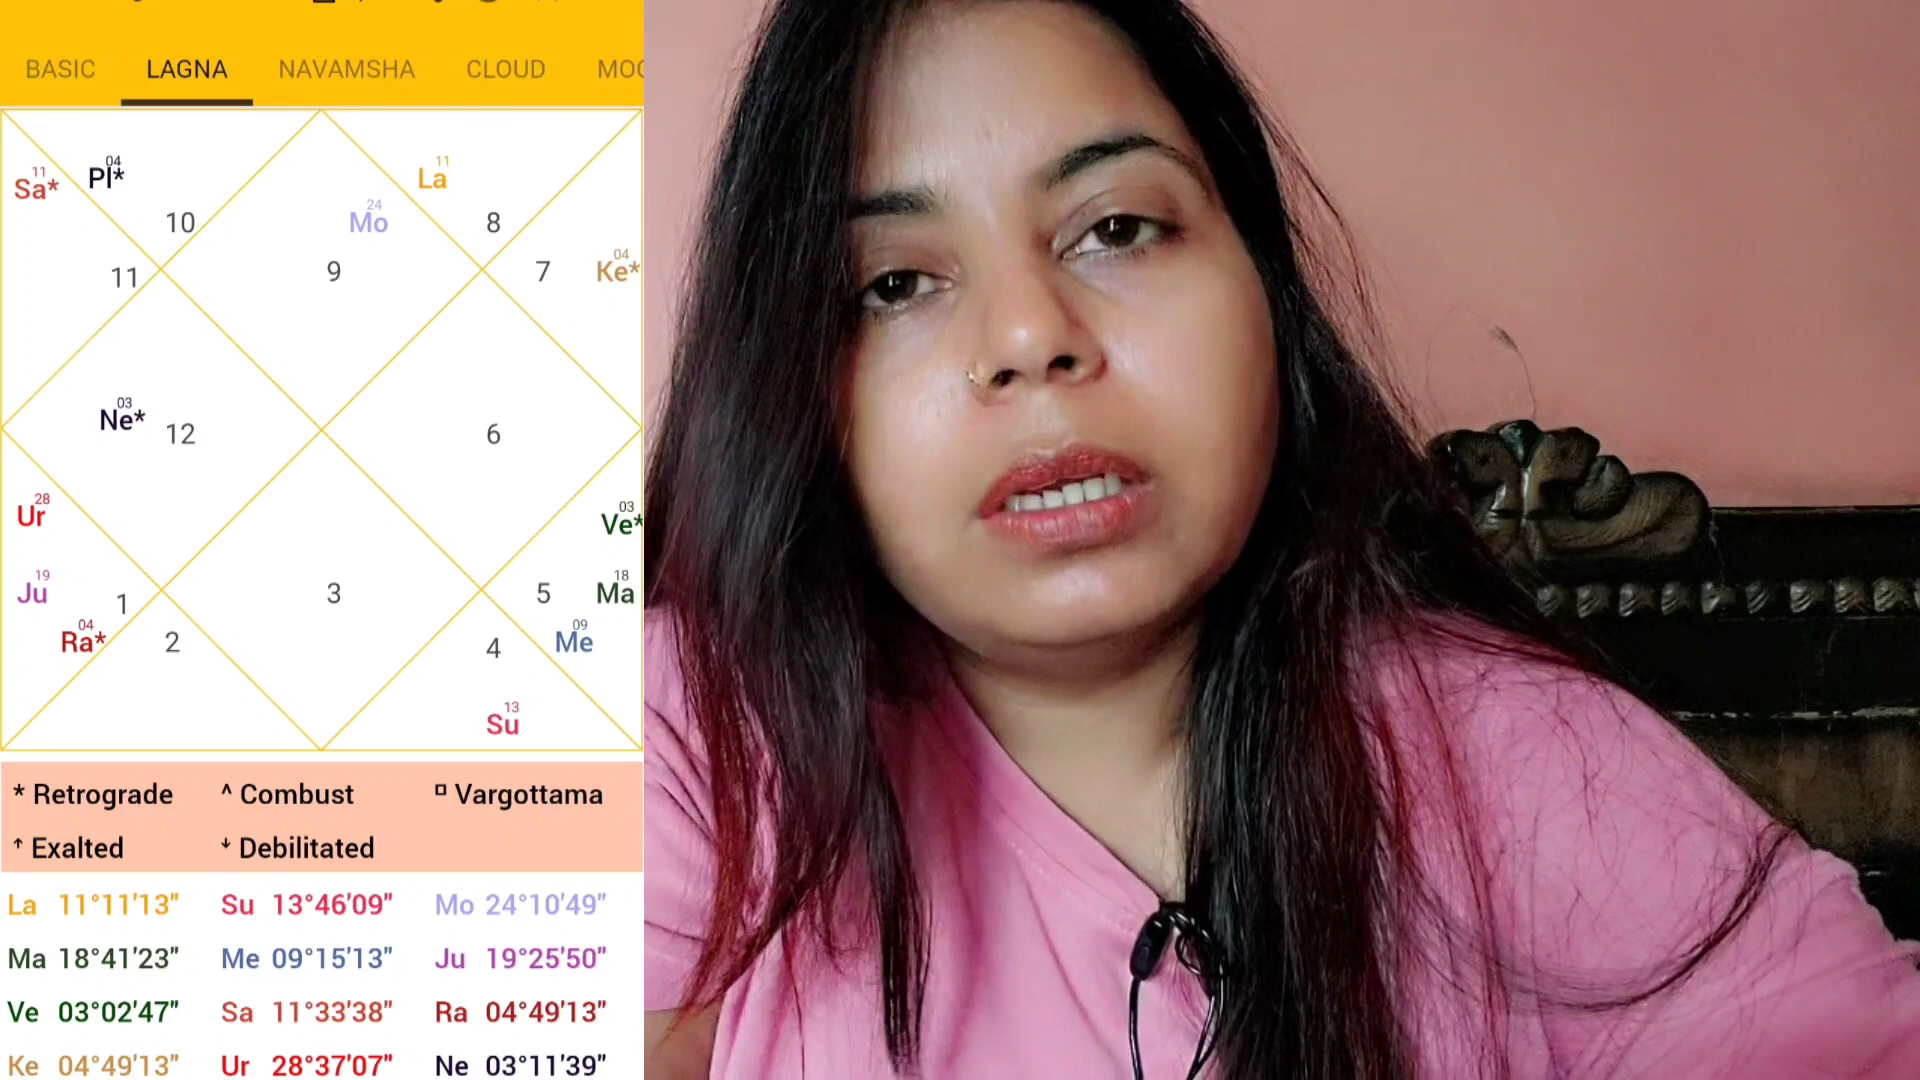 BASIC LAGNA NAVAMSHA CLOUD
11 Sa* 04 Pl* 10
24 Mo 11 La 8
11 9 7 04 Ke*
03 Ne* 12 6
28 Ur 03 Ve*
19 Ju 1 3 5 18 Ma
04 Ra* 2 4 09 Me
13 Su
* Retrograde ^ Combust ¤ Vargottama
↑ Exalted ↓ Debilitated
La 11°11'13" Su 13°46'09" Mo 24°10'49"
Ma 18°41'23" Me 09°15'13" Ju 19°25'50"
Ve 03°02'47" Sa 11°33'38" Ra 04°49'13"
Ke 04°49'13" Ur 28°37'07" Ne 03°11'39"